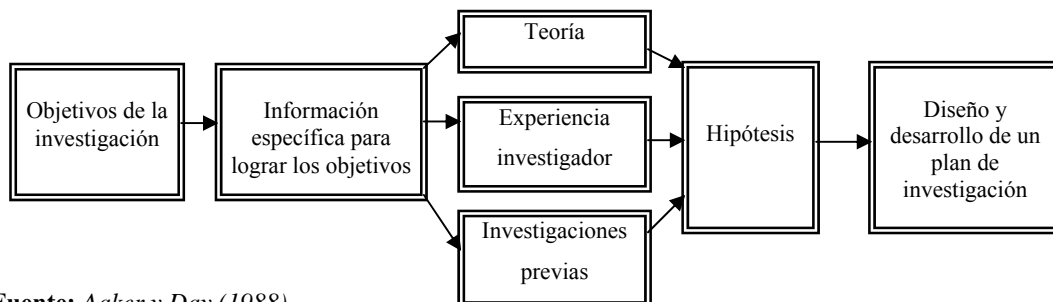 Objetivos de la
investigación
Información
específica para
lograr los objetivos
Teoría
Experiencia
investigador
Investigaciones
previas
Hipótesis
Diseño y
desarrollo de un
plan de
investigación
Fuente: Aaker y Day (1988)